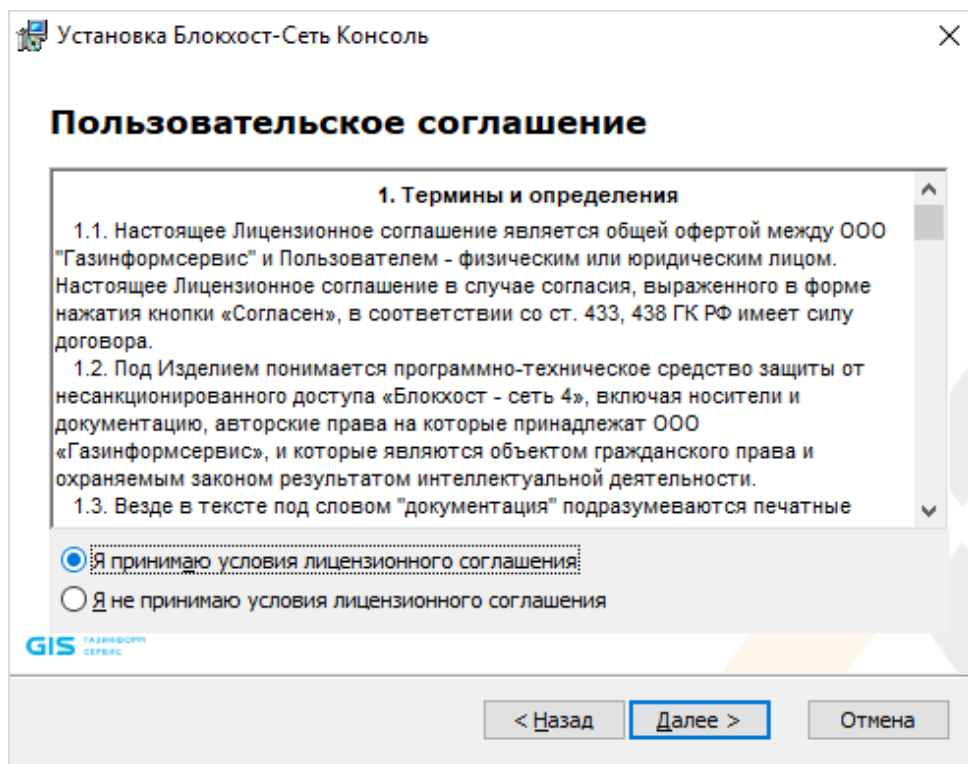 Установка Блокхост-Сеть Консоль
Пользовательское соглашение
1. Термины и определения
1.1. Настоящее Лицензионное соглашение является общей офертой между ООО
"Газинформсервис" и Пользователем - физическим или юридическим лицом.
Настоящее Лицензионное соглашение в случае согласия, выраженного в форме
нажатия кнопки «Согласен», в соответствии со ст. 433, 438 ГК РФ имеет силу
договора.
1.2. Под Изделием понимается программно-техническое средство защиты от
несанкционированного доступа «Блокхост - сеть 4», включая носители и
документацию, авторские права на которые принадлежат ООО
«Газинформсервис», и которые являются объектом гражданского права и
охраняемым законом результатом интеллектуальной деятельности.
1.3. Везде в тексте под словом "документация" подразумеваются печатные
Я принимаю условия лицензионного соглашения
Я не принимаю условия лицензионного соглашения
GIS ГАЗИНФОРМ
СЕРВИС
< Назад Далее > Отмена